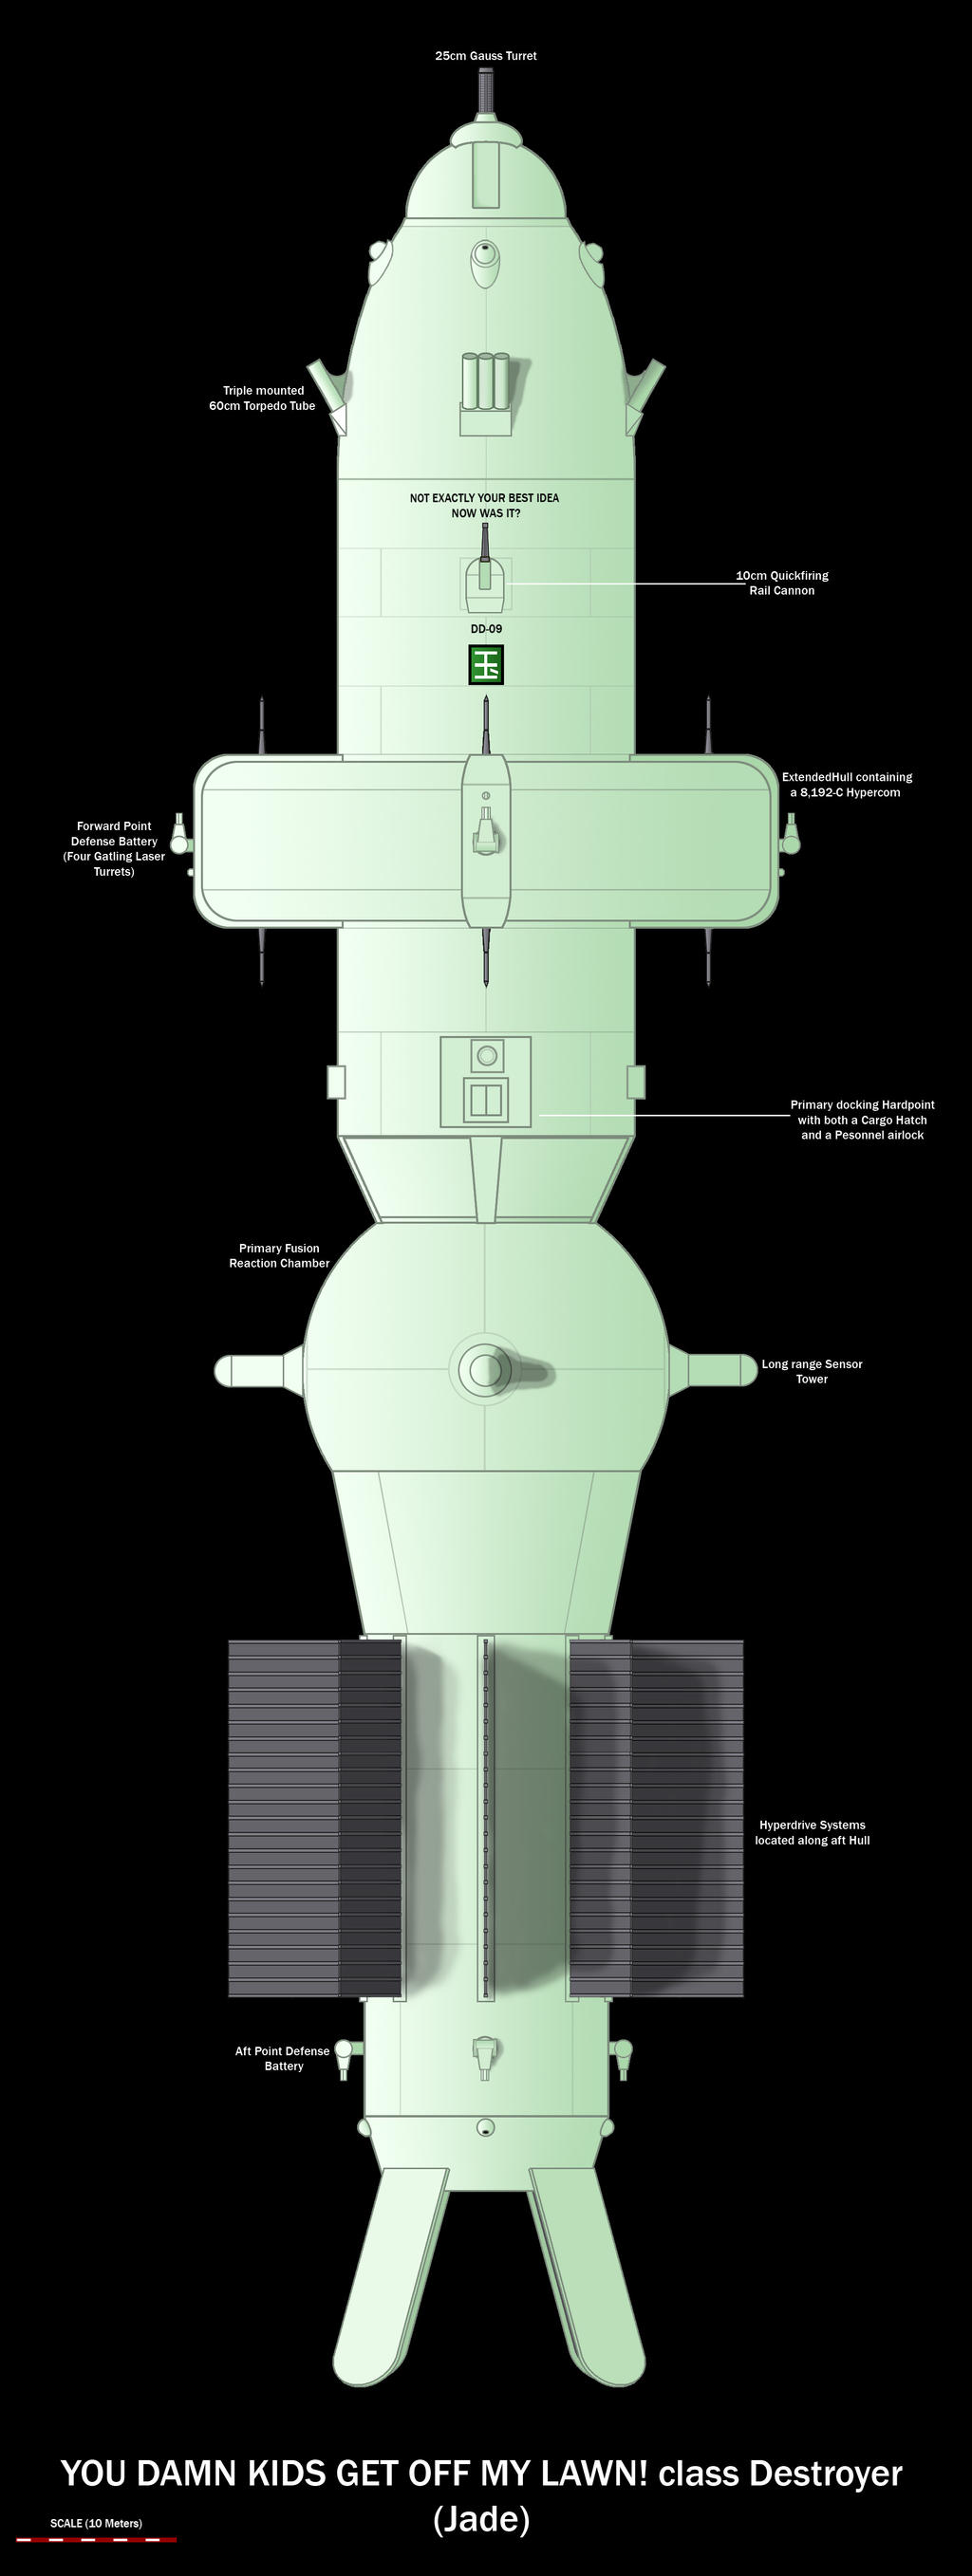 25cm Gauss Turret
Triple mounted
60cm Torpedo Tube
NOT EXACTLY YOUR BEST IDEA
NOW WAS IT?
10cm Quickfiring
Rail Cannon
DD-09
ExtendedHull containing
a 8,192-C Hypercom
Forward Point
Defense Battery
(Four Gatling Laser
Turrets)
Primary docking Hardpoint
with both a Cargo Hatch
and a Pesonnel airlock
Primary Fusion
Reaction Chamber
Long range Sensor
Tower
Hyperdrive Systems
located along aft Hull
Aft Point Defense
Battery
YOU DAMN KIDS GET OFF MY LAWN! class Destroyer
(Jade)
SCALE (10 Meters)